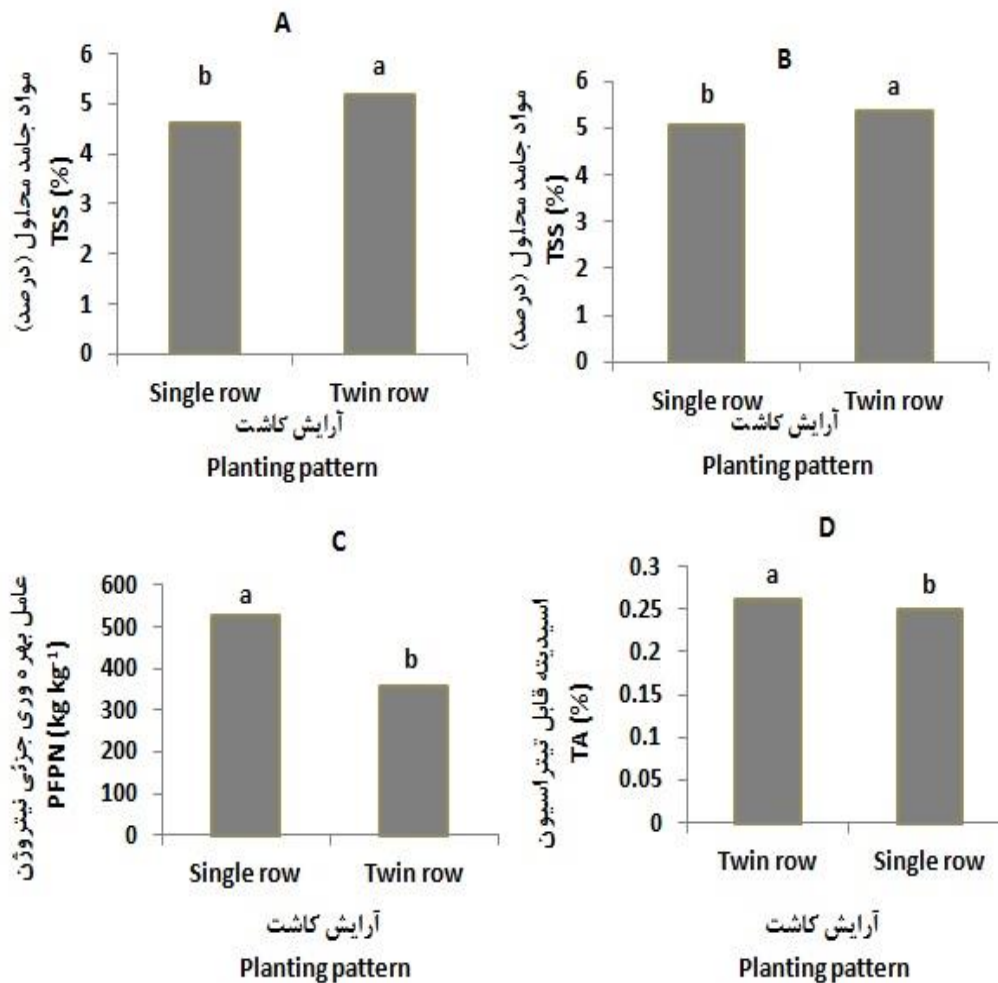 A
مواد جامد محلول (درصد)
TSS (%)
6
5
4
3
2
1
0
b
a
Single row
Twin row
آرایش کاشت
Planting pattern
B
مواد جامد محلول (درصد)
TSS (%)
6
5
4
3
2
1
0
b
a
Single row
Twin row
آرایش کاشت
Planting pattern
C
عامل بهره وری جزئی نیتروژن
PFPN (kg kg⁻¹)
600
500
400
300
200
100
0
a
b
Single row
Twin row
آرایش کاشت
Planting pattern
D
اسیدیته قابل تیتراسیون
TA (%)
0.3
0.25
0.2
0.15
0.1
0.05
0
a
b
Twin row
Single row
آرایش کاشت
Planting pattern